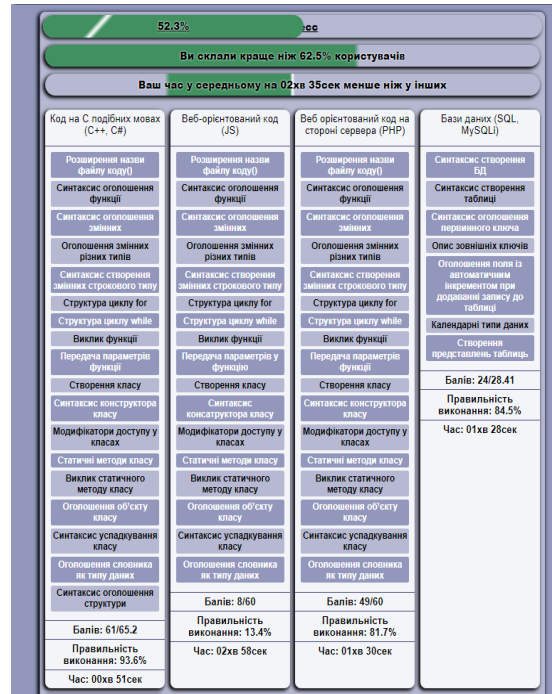 52.3%
есс
Ви склали краще ніж 62.5% користувачів
Ваш час у середньому на 02хв 35сек менше ніж у інших
Код на C подібних мовах
(C++, C#)
Розширення назви
файлу коду()
Синтаксис оголошення
функції
Синтаксис оголошення
змінних
Оголошення змінних
різних типів
Синтаксис створення
змінних строкового типу
Структура циклу for
Структура циклу while
Виклик функції
Передача параметрів
функції
Створення класу
Синтаксис конструктора
класу
Модифікатори доступу у
класах
Статичні методи класу
Виклик статичного
методу класу
Оголошення об'єкту
класу
Синтаксис успадкування
класу
Оголошення словника
як типу даних
Синтаксис оголошення
структури
Балів: 61/65.2
Правильність
виконання: 93.6%
Час: 00хв 51сек
Веб-орієнтований код
(JS)
Розширення назви
файлу коду()
Синтаксис оголошення
функції
Синтаксис оголошення
змінних
Оголошення змінних
різних типів
Синтаксис створення
змінних строкового типу
Структура циклу for
Структура циклу while
Виклик функції
Передача параметрів у
функцію
Створення класу
Синтаксис
консатруктора класу
Модифікатори доступу у
класах
Статичні методи класу
Виклик статичного
методу класу
Оголошення об'єкту
класу
Синтаксис успадкування
класу
Оголошення словника
як типу даних
Балів: 8/60
Правильність
виконання: 13.4%
Час: 02хв 58сек
Веб орієнтований код на
стороні сервера (PHP)
Розширення назви
файлу коду()
Синтаксис оголошення
функції
Синтаксис оголошення
змінних
Оголошення змінних
різних типів
Синтаксис створення
змінних строкового типу
Структура циклу for
Структура циклу while
Виклик функції
Передача параметрів
функції
Створення класу
Синтаксис конструктора
класу
Модифікатори доступу у
класах
Статичні методи класу
Виклик статичного
методу класу
Оголошення об'єкту
класу
Синтаксис успадкування
класу
Оголошення словника
як типу даних
Балів: 49/60
Правильність
виконання: 81.7%
Час: 01хв 30сек
Бази даних (SQL,
MySQLi)
Синтаксис створення
БД
Синтаксис створення
таблиці
Синтаксис оголошення
первинного ключа
Опис зовнішніх ключів
Оголошення поля із
автоматичним
інкрементом при
додаванні запису до
таблиці
Календарні типи даних
Створення
представлень таблиць
Балів: 24/28.41
Правильність
виконання: 84.5%
Час: 01хв 28сек